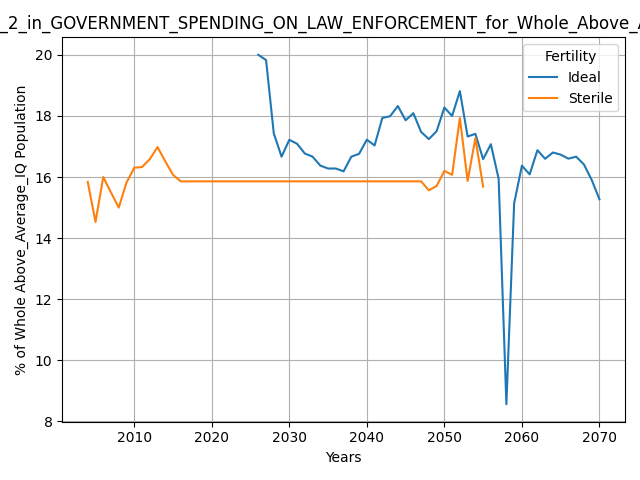 _2_in_GOVERNMENT_SPENDING_ON_LAW_ENFORCEMENT_for_Whole_Above_
Fertility
Ideal
Sterile
% of Whole Above_Average_IQ Population
20
18
16
14
12
10
8
2010 2020 2030 2040 2050 2060 2070
Years